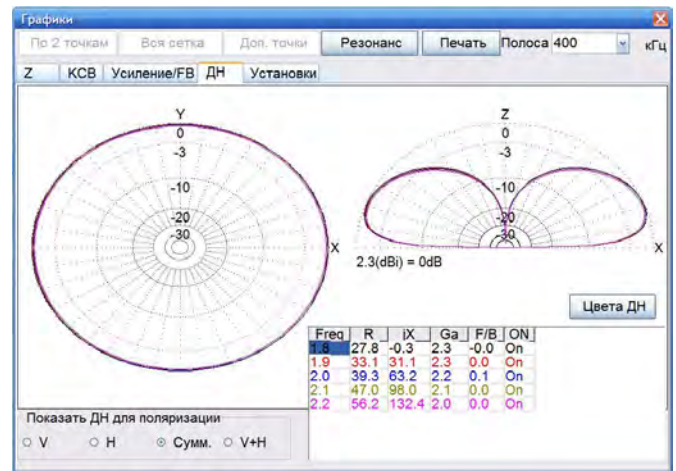 Графики
По 2 точкам Вся сетка Доп. точки Резонанс Печать Полоса 400 кГц
Z КСВ Усиление/FB ДН Установки
Y
0
-3
-10
-20
-30
X
Z
0
-3
-10
-20
-30
X
2.3(dBi) = 0dB
Цвета ДН
Freq R jX Ga F/B ON
1.8 27.8 -0.3 2.3 -0.0 On
1.9 33.1 31.1 2.3 0.0 On
2.0 39.3 63.2 2.2 0.1 On
2.1 47.0 98.0 2.1 0.0 On
2.2 56.2 132.4 2.0 0.0 On
Показать ДН для поляризации
V H Сумм. V+H